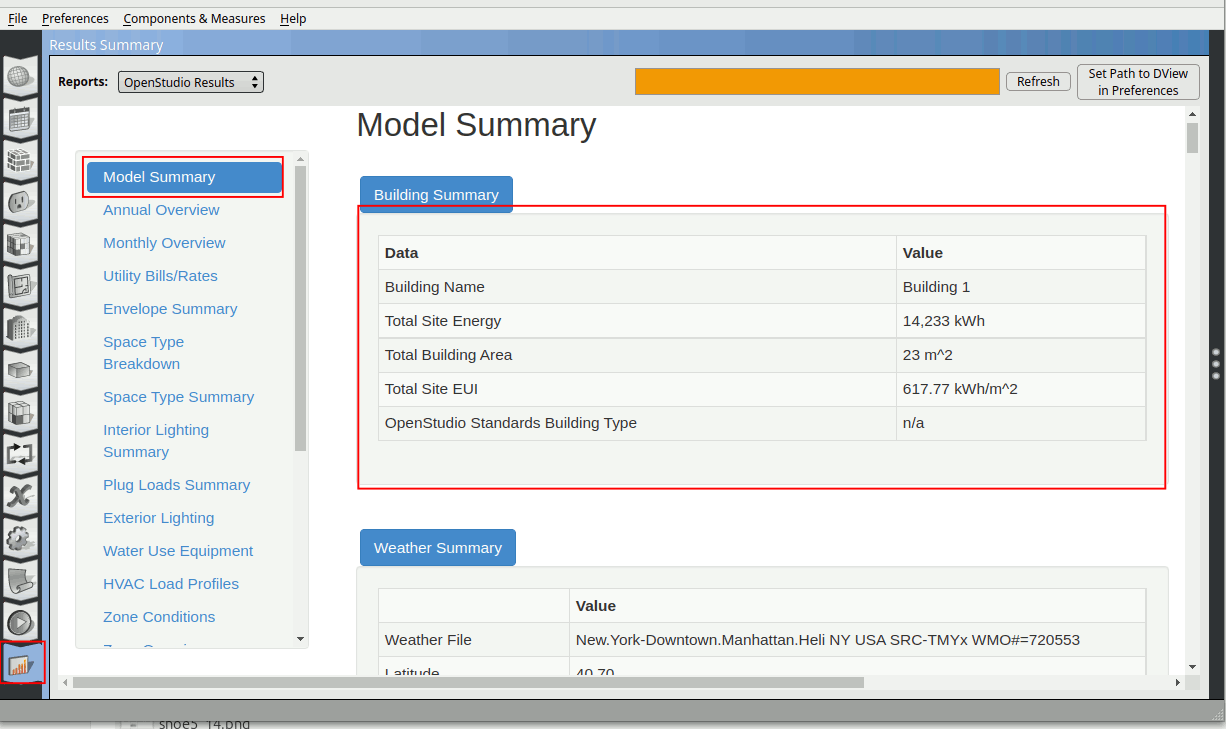 File Preferences Components & Measures Help
Results Summary
Reports: OpenStudio Results Refresh Set Path to DView
in Preferences
Model Summary
Model Summary
Annual Overview
Monthly Overview
Utility Bills/Rates
Envelope Summary
Space Type
Breakdown
Space Type Summary
Interior Lighting
Summary
Plug Loads Summary
Exterior Lighting
Water Use Equipment
HVAC Load Profiles
Zone Conditions
Building Summary
Data Value
Building Name Building 1
Total Site Energy 14,233 kWh
Total Building Area 23 m^2
Total Site EUI 617.77 kWh/m^2
OpenStudio Standards Building Type n/a
Weather Summary
Value
Weather File New.York-Downtown.Manhattan.Heli NY USA SRC-TMYx WMO#=720553
Latitude 40.70
shoe5_14.png